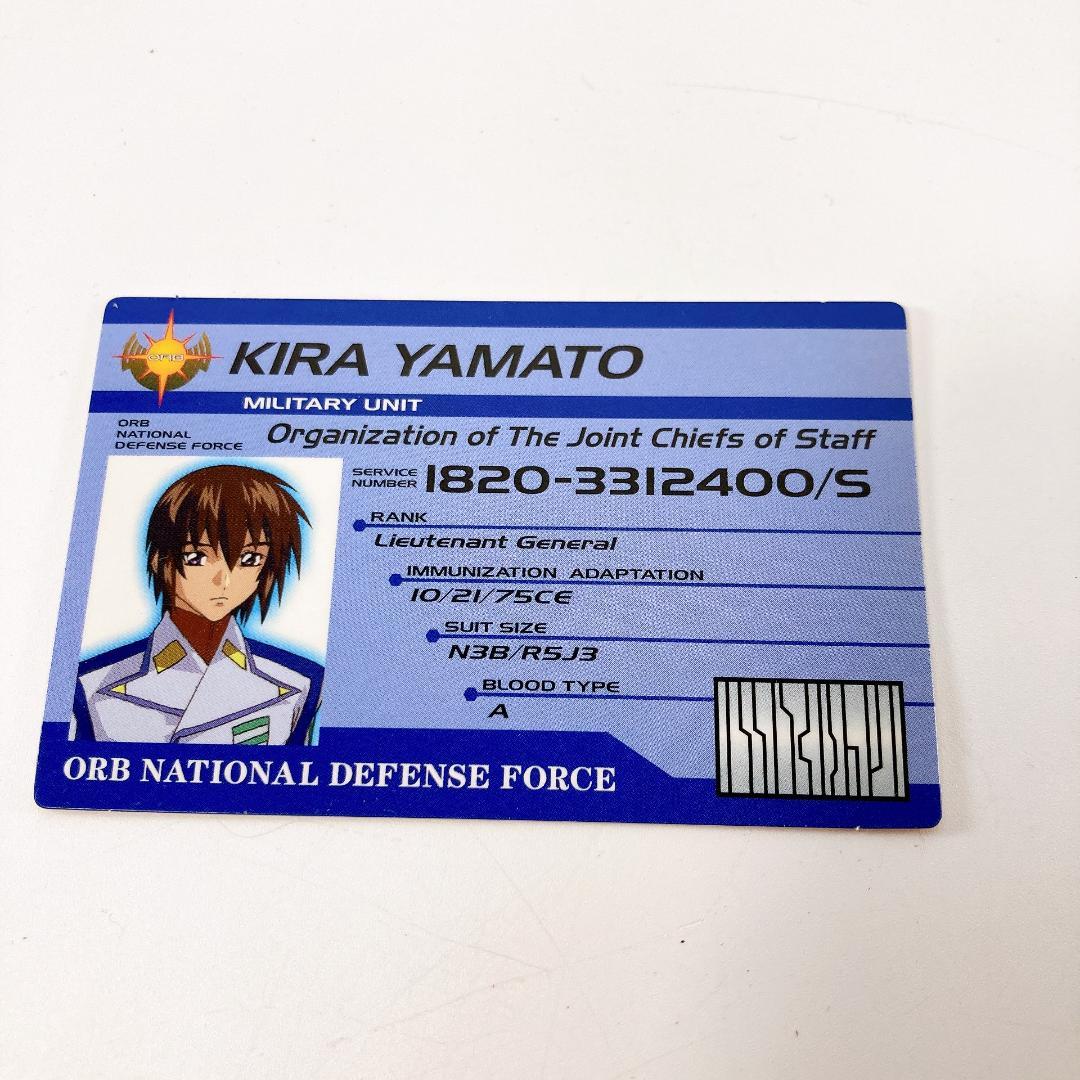 ORB
KIRA YAMATO
MILITARY UNIT
ORB
NATIONAL
DEFENSE FORCE
Organization of The Joint Chiefs of Staff
SERVICE
NUMBER
1820-3312400/S
RANK
Lieutenant General
IMMUNIZATION ADAPTATION
10/21/75CE
SUIT SIZE
N3B/R5J3
BLOOD TYPE
A
ORB NATIONAL DEFENSE FORCE